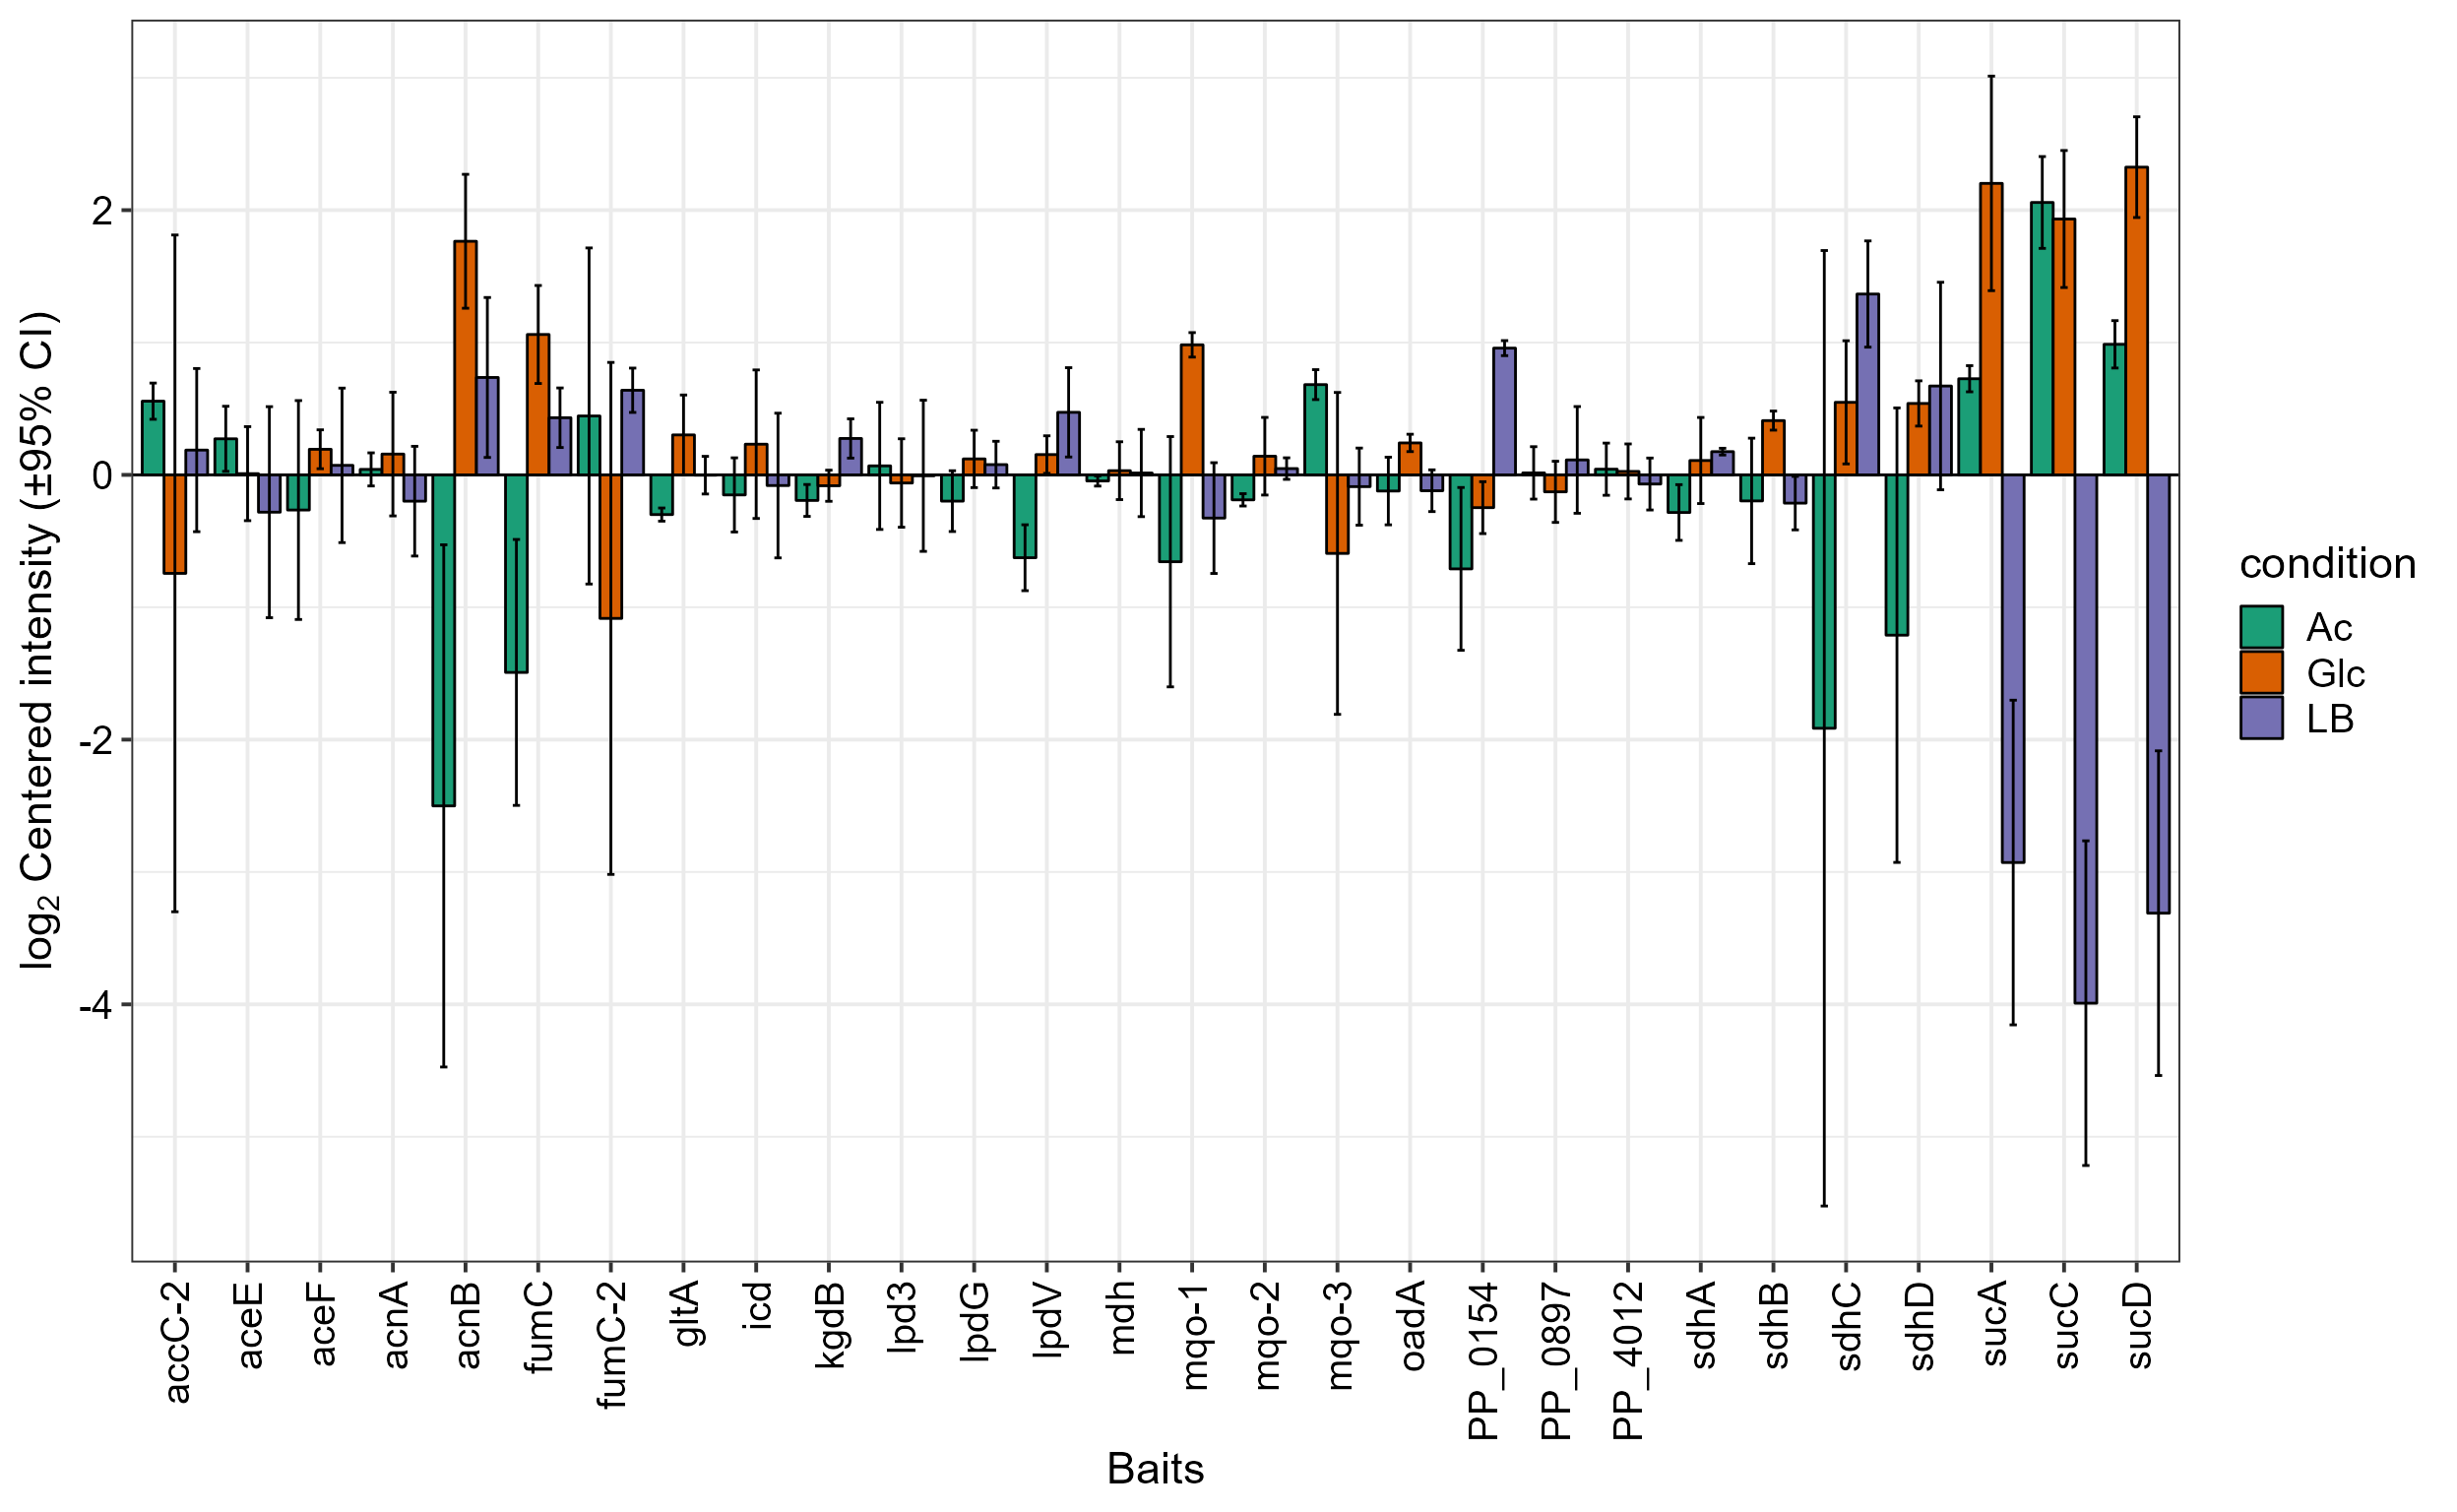 log2 Centered intensity (±95% CI)
2
0
-2
-4
accC-2
aceE
aceF
acnA
acnB
fumC
fumC-2
gltA
icd
kgdB
lpd3
lpdG
lpdV
mdh
mqo-1
mqo-2
mqo-3
oadA
PP_0154
PP_0897
PP_4012
sdhA
sdhB
sdhC
sdhD
sucA
sucC
sucD
Baits
condition
Ac
Glc
LB